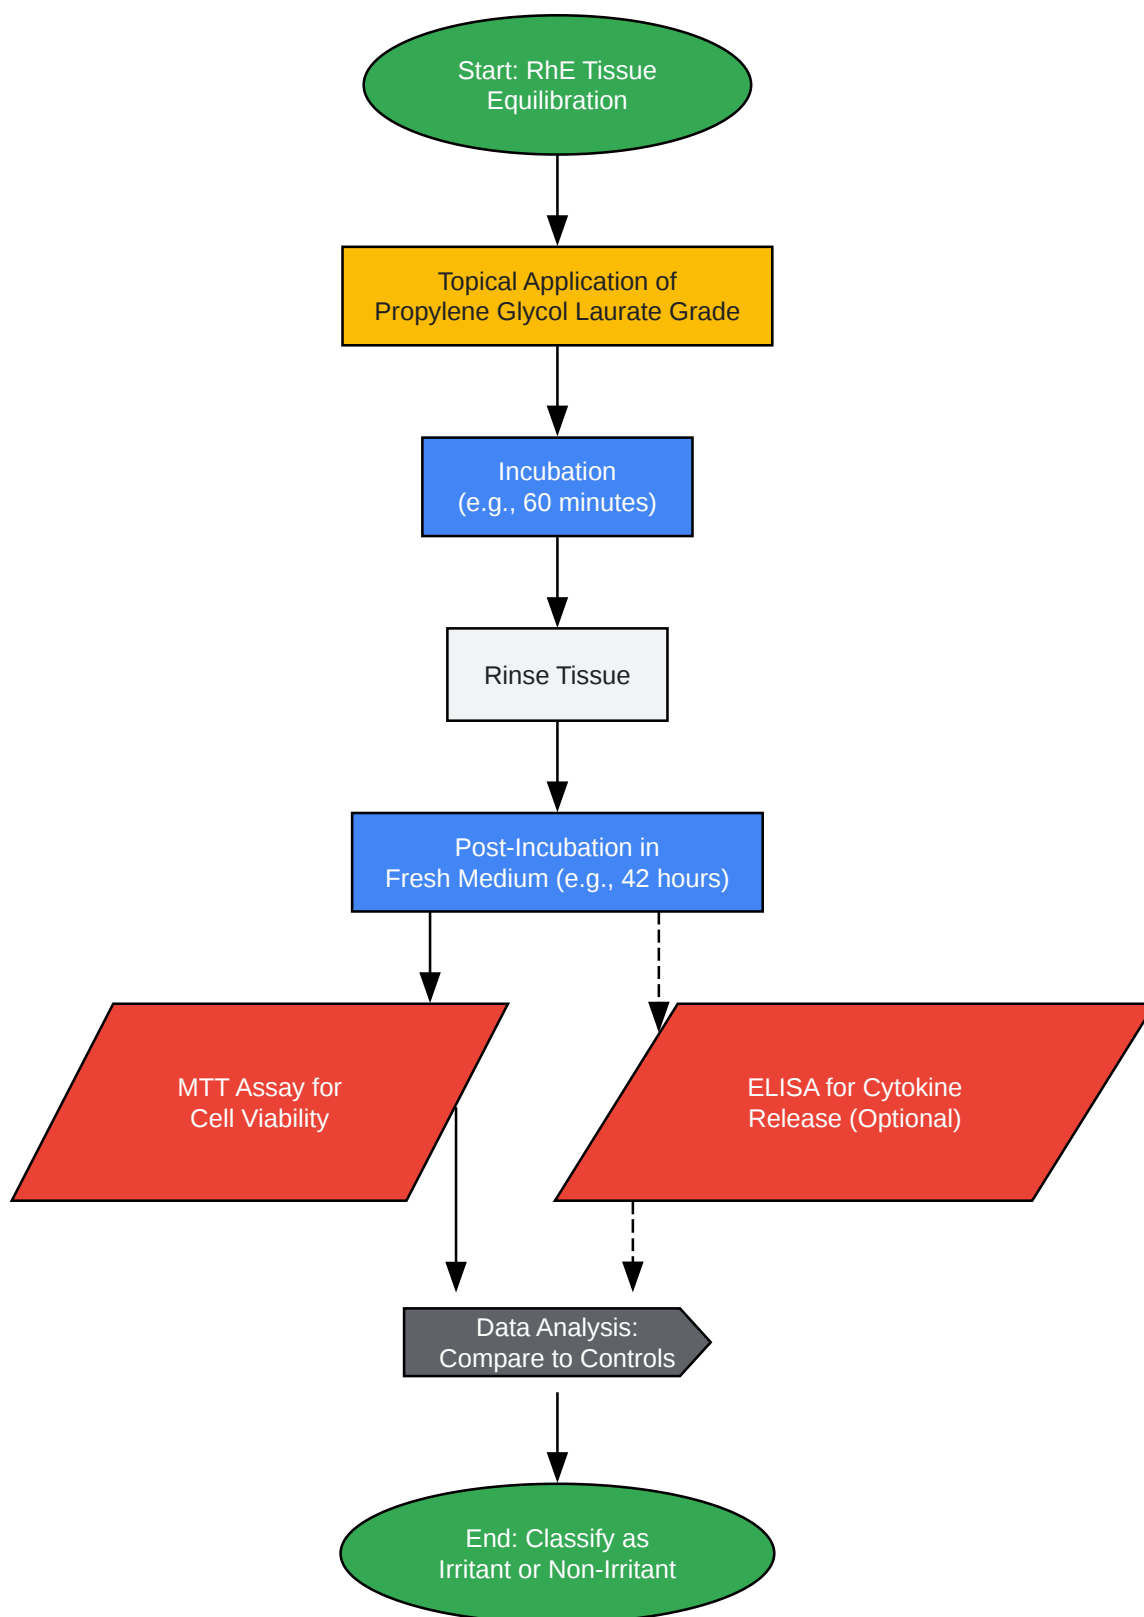 Start: RhE Tissue
Equilibration
Topical Application of
Propylene Glycol Laurate Grade
Incubation
(e.g., 60 minutes)
Rinse Tissue
Post-Incubation in
Fresh Medium (e.g., 42 hours)
MTT Assay for
Cell Viability
ELISA for Cytokine
Release (Optional)
Data Analysis:
Compare to Controls
End: Classify as
Irritant or Non-Irritant